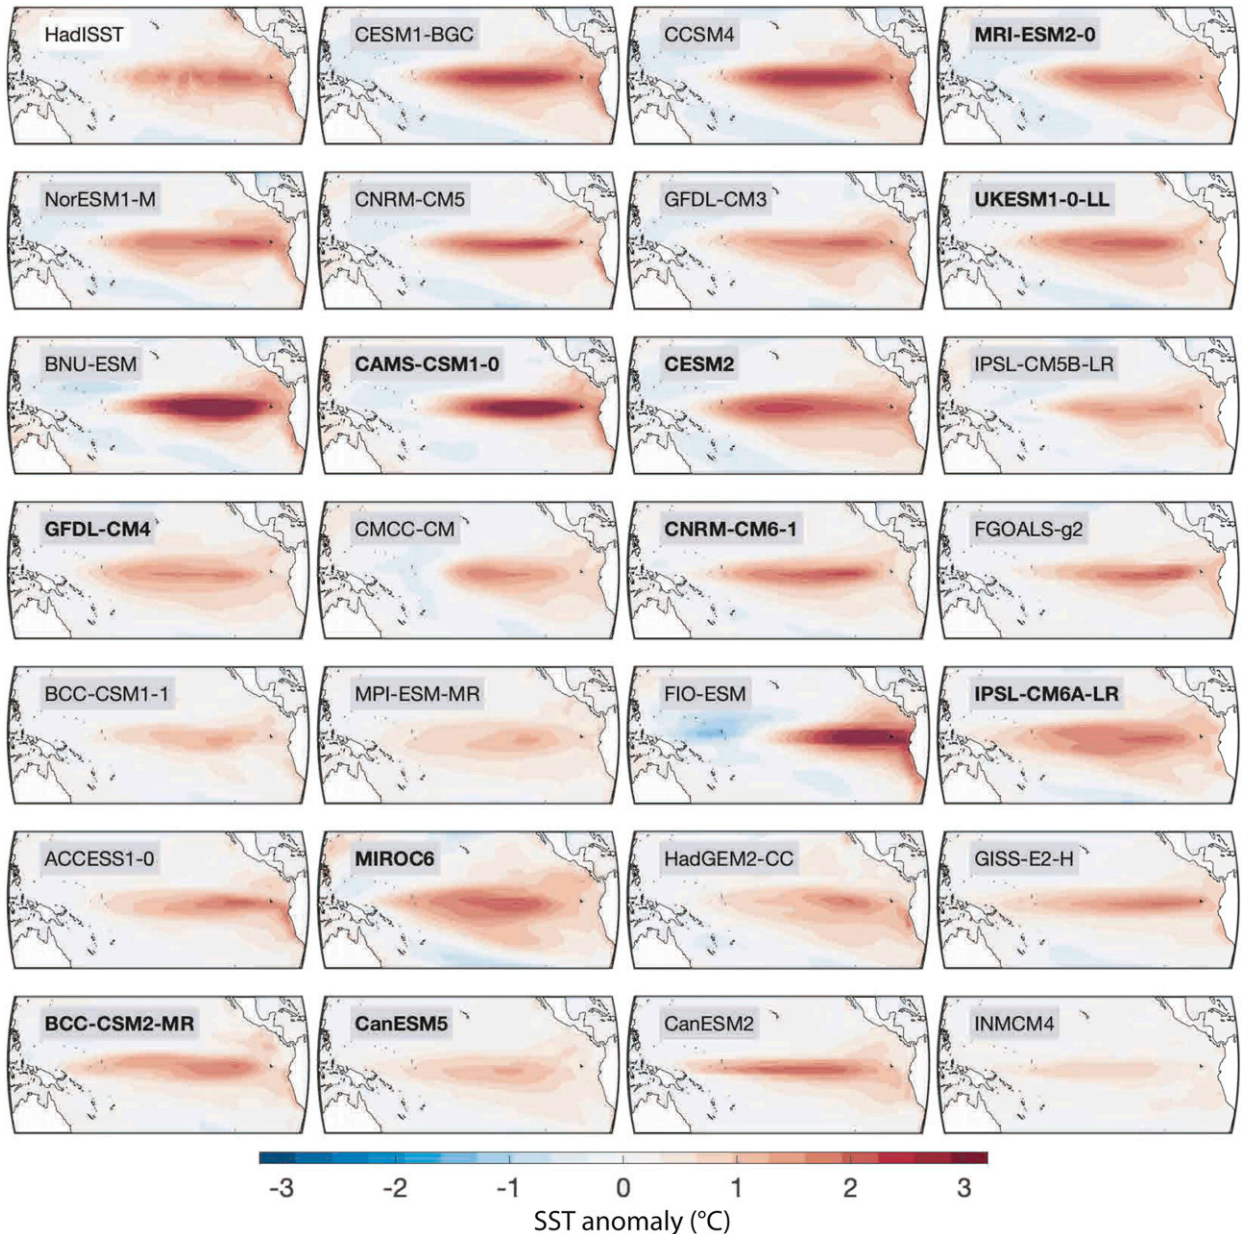 HadISST
CESM1-BGC
CCSM4
MRI-ESM2-0
NorESM1-M
CNRM-CM5
GFDL-CM3
UKESM1-0-LL
BNU-ESM
CAMS-CSM1-0
CESM2
IPSL-CM5B-LR
GFDL-CM4
CMCC-CM
CNRM-CM6-1
FGOALS-g2
BCC-CSM1-1
MPI-ESM-MR
FIO-ESM
IPSL-CM6A-LR
ACCESS1-0
MIROC6
HadGEM2-CC
GISS-E2-H
BCC-CSM2-MR
CanESM5
CanESM2
INMCM4
-3 -2 -1 0 1 2 3
SST anomaly (°C)